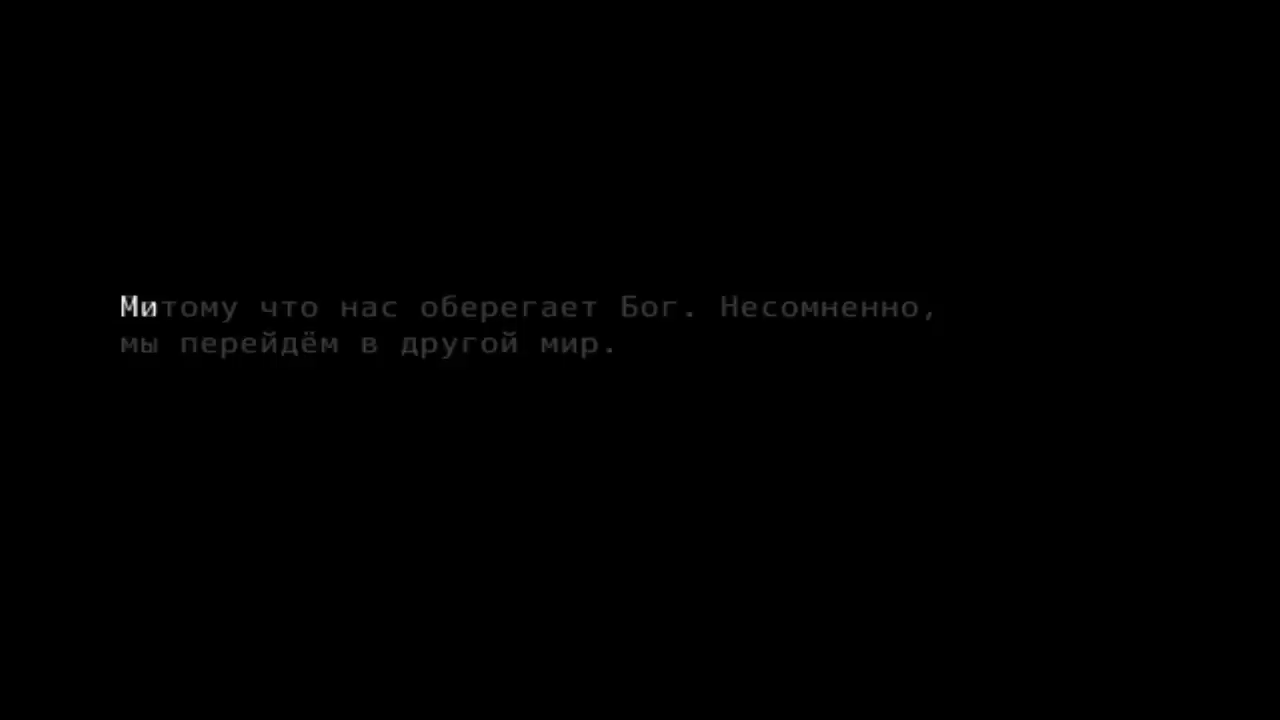 Митому что нас оберегает Бог. Несомненно,
мы перейдём в другой мир.